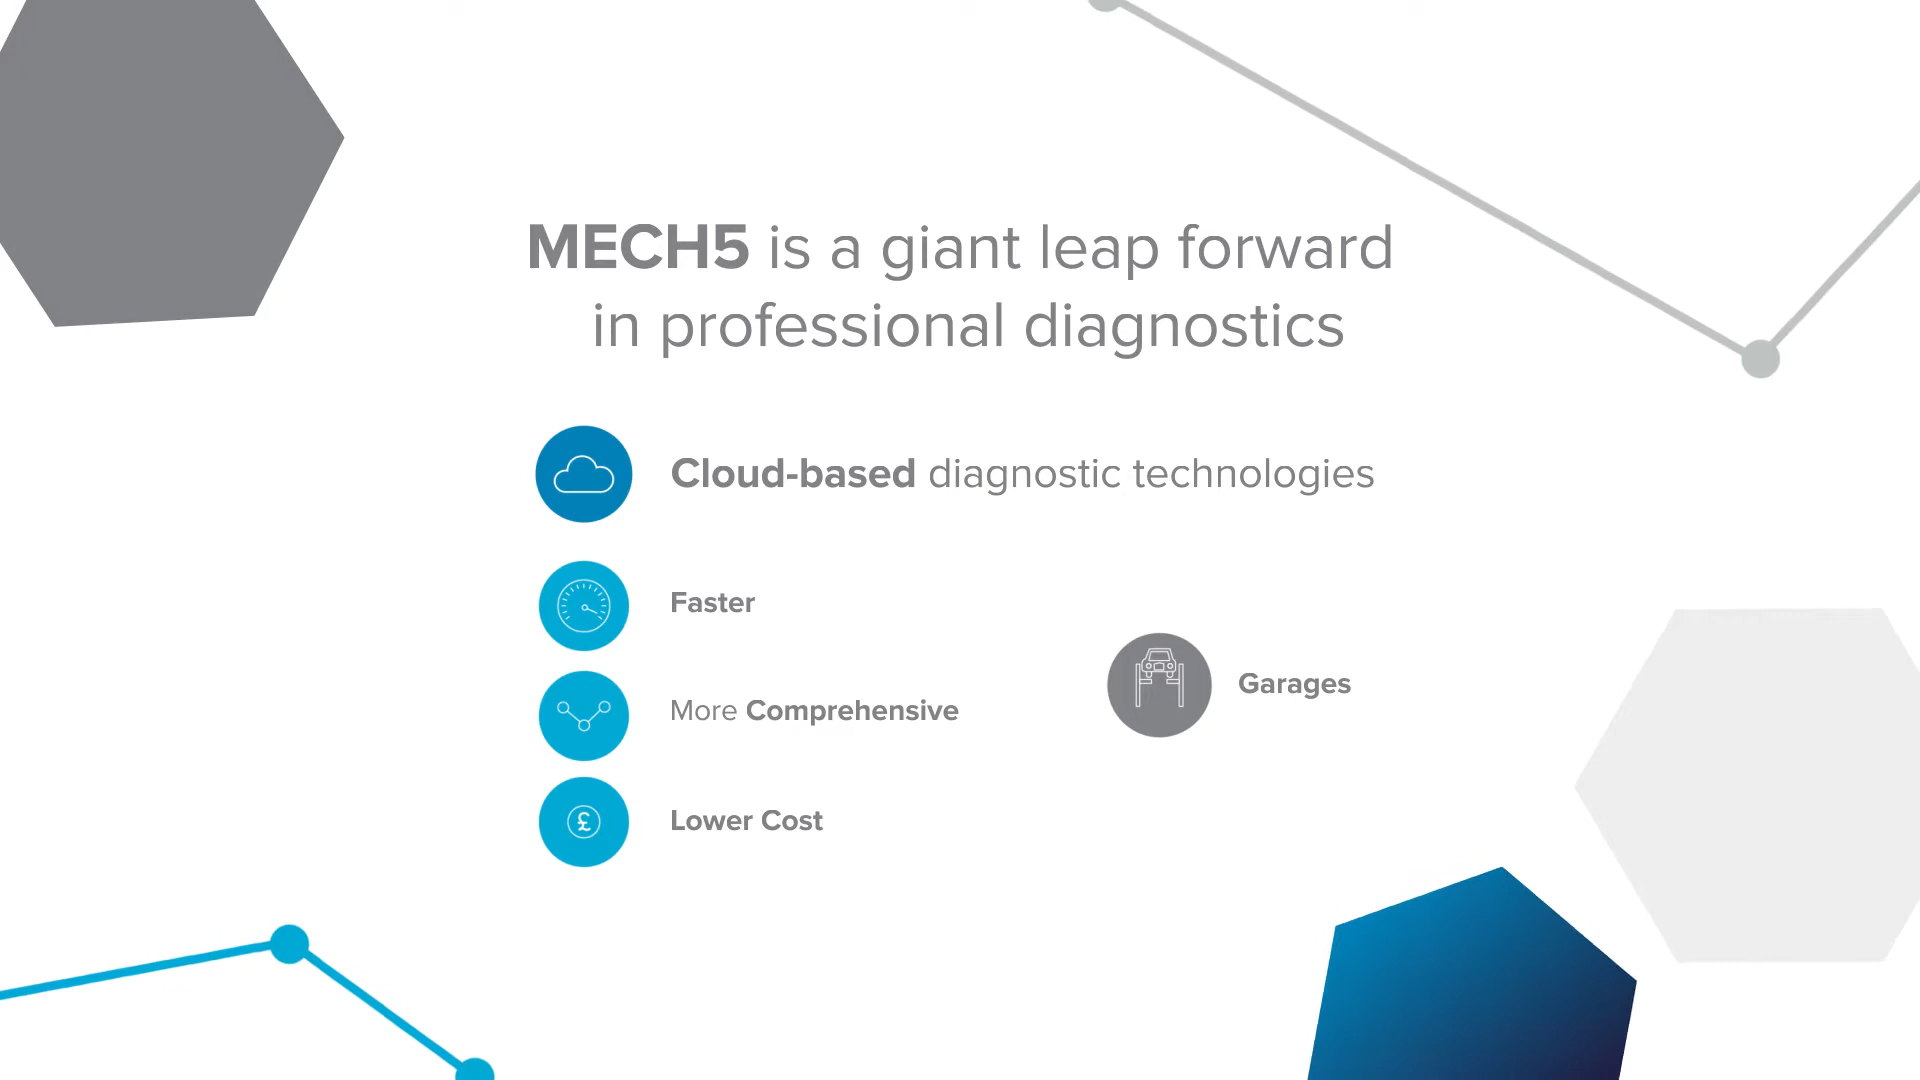 MECH5 is a giant leap forward
in professional diagnostics
Cloud-based diagnostic technologies
Faster
More Comprehensive
£
Lower Cost
Garages